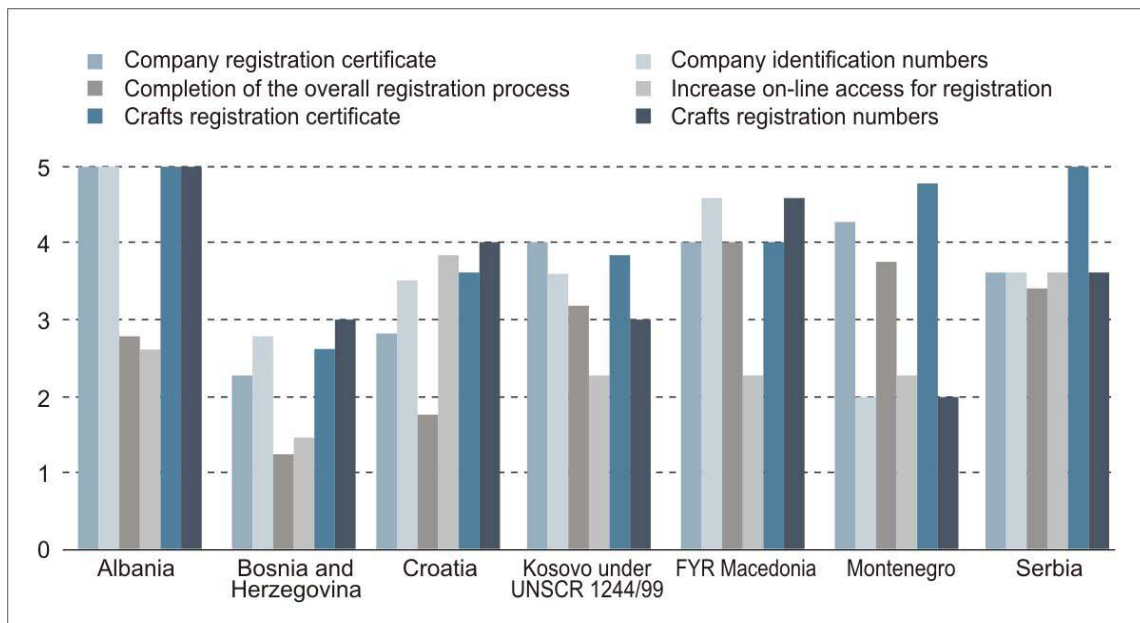 Company registration certificate
Completion of the overall registration process
Crafts registration certificate
Company identification numbers
Increase on-line access for registration
Crafts registration numbers
5
4
3
2
1
0
Albania
Bosnia and
Herzegovina
Croatia
Kosovo under
UNSCR 1244/99
FYR Macedonia
Montenegro
Serbia